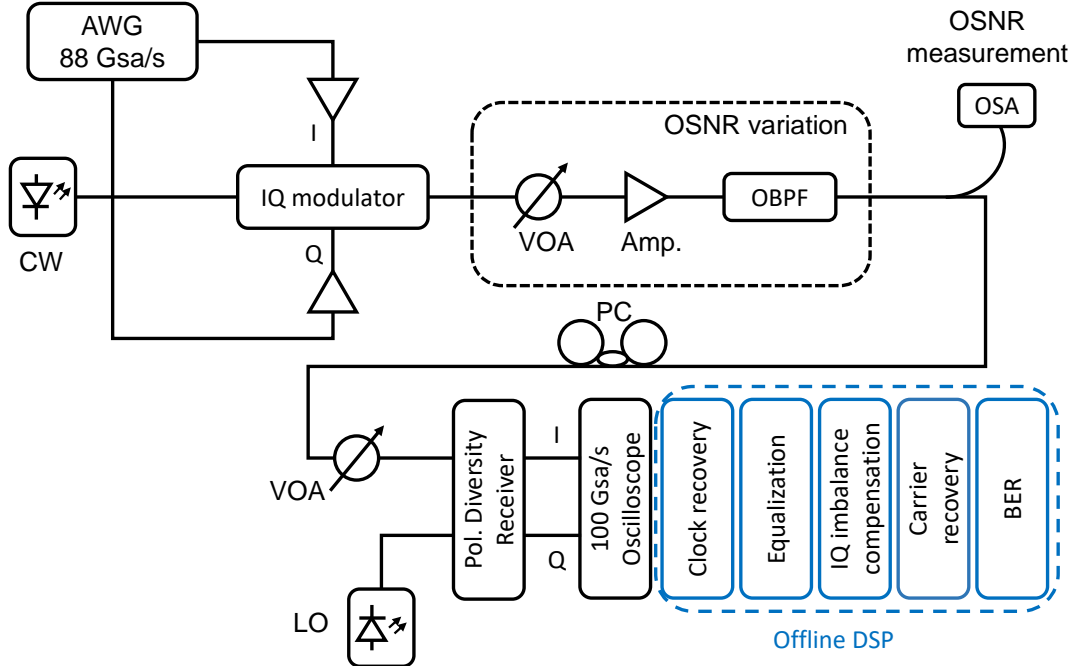 AWG
88 Gsa/s
OSNR
measurement
OSA
I
OSNR variation
IQ modulator
OBPF
CW
Q
VOA
Amp.
PC
VOA
Pol. Diversity
Receiver
I
Q
100 Gsa/s
Oscilloscope
Clock recovery
Equalization
IQ imbalance
compensation
Carrier
recovery
BER
LO
Offline DSP